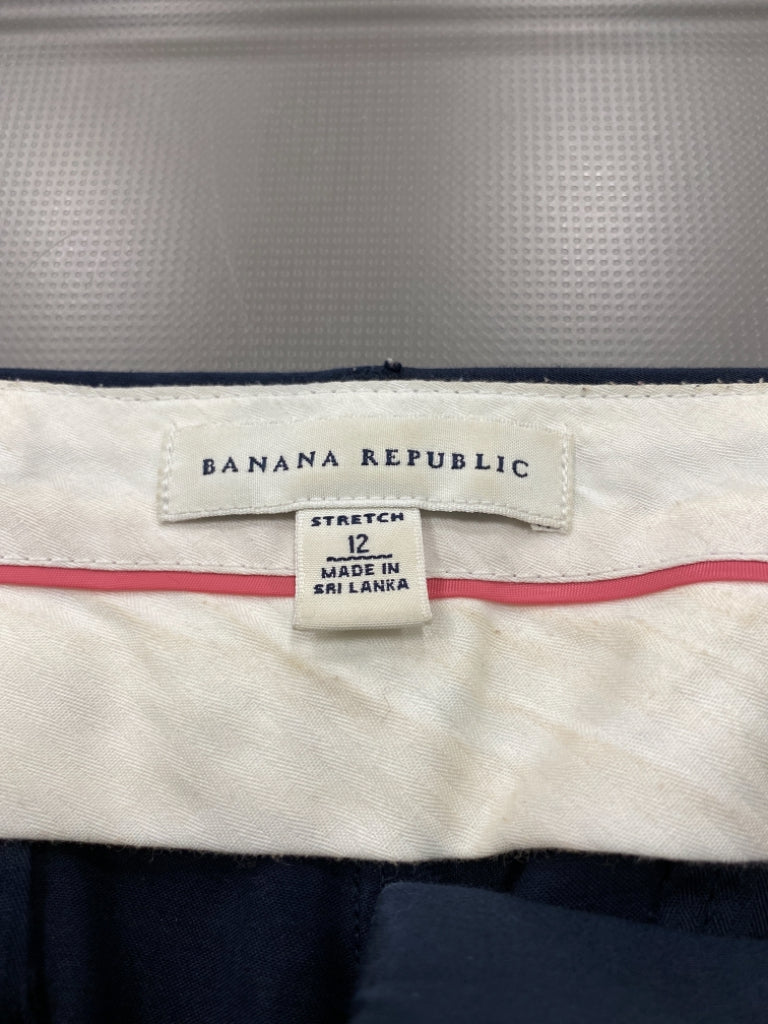 BANANA REPUBLIC
STRETCH
12
MADE IN
SRI LANKA